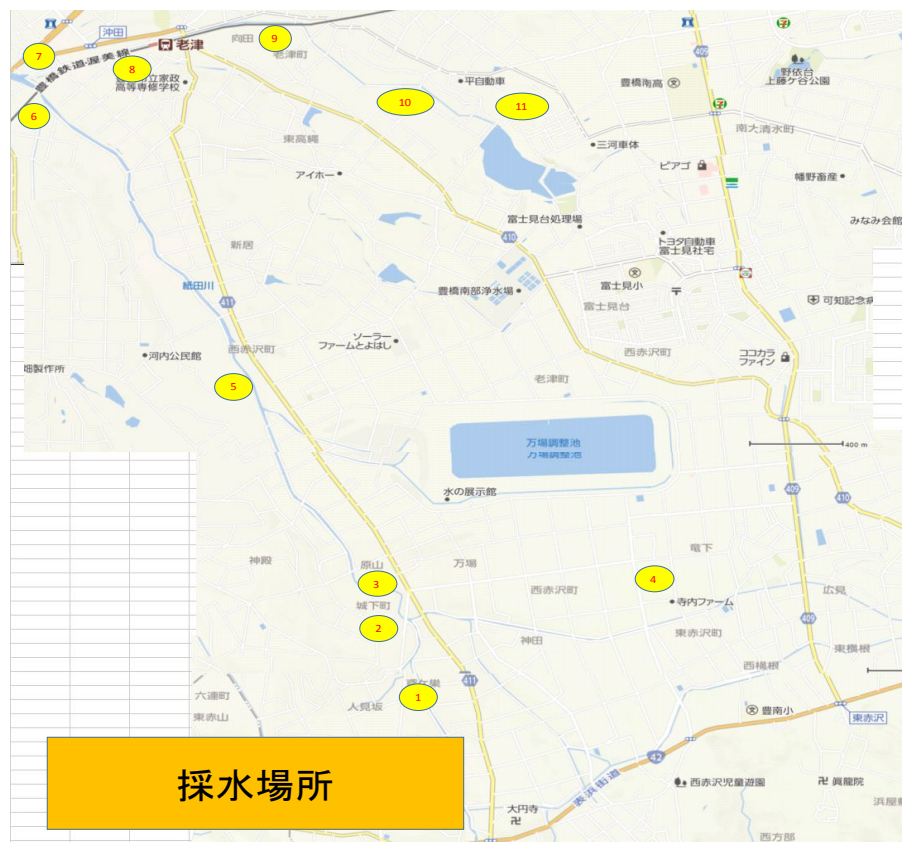 沖田
向田
9
7
老津
409
野依台
上藤ケ谷公園
老津町
豊橋鉄道渥美線
8
立家政
高等専修学校
平自動車
豊橋南高
10
11
6
南大清水町
東高縄
三河車体
ピアゴ
アイホー
幡野畜産
富士見台処理場
みなみ会館
410
トヨタ自動車
富士見社宅
新居
紙田川
豊橋南部浄水場
富士見小
411
富士見台
可知記念病
ソーラー
ファームとよはし
西赤沢町
河内公民館
西赤沢町
ココカラ
ファイン
畑製作所
5
老津町
万場調整池
万場調整池
400 m
水の展示館
409
410
竜下
神殿
原山
万場
3
4
西赤沢町
広見
城下町
寺内ファーム
409
2
神田
東赤沢町
東横根
西横根
411
六連町
1
人見坂
豊南小
東赤沢
東赤山
採水場所
42
表浜街道
西赤沢児童遊園
眞龍院
大円寺
浜屋
西方部